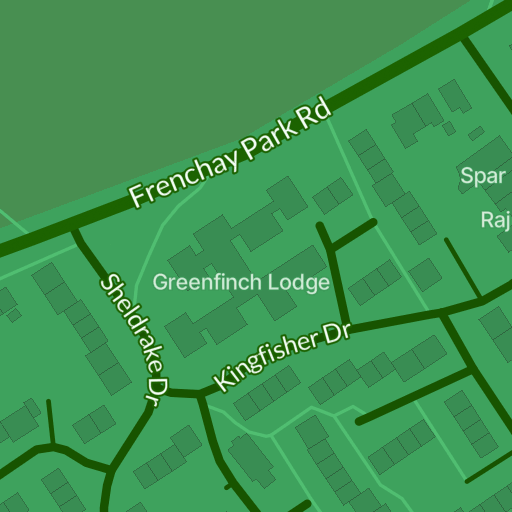 Frenchay Park Rd
Spar
Raj
Greenfinch Lodge
Sheldrake Dr
Kingfisher Dr